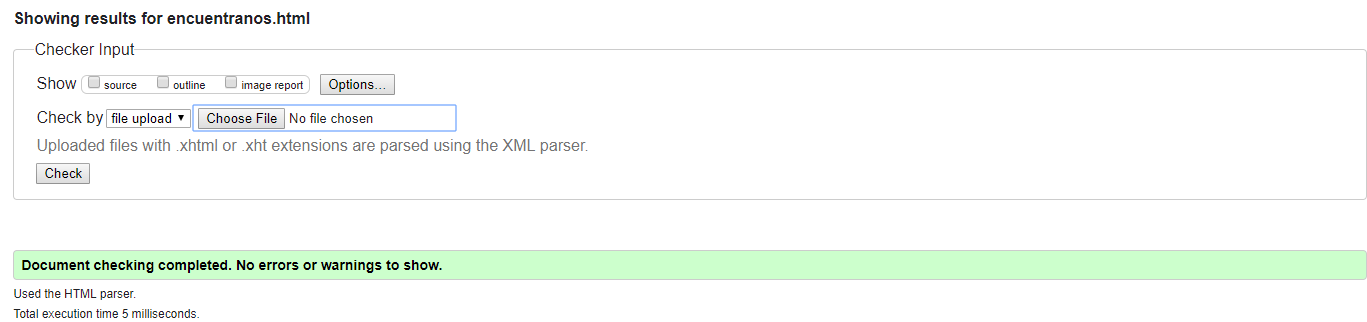 Showing results for encuentranos.html
Checker Input
Show source outline image report Options...
Check by file upload Choose File No file chosen
Uploaded files with .xhtml or .xht extensions are parsed using the XML parser.
Check
Document checking completed. No errors or warnings to show.
Used the HTML parser.
Total execution time 5 milliseconds.